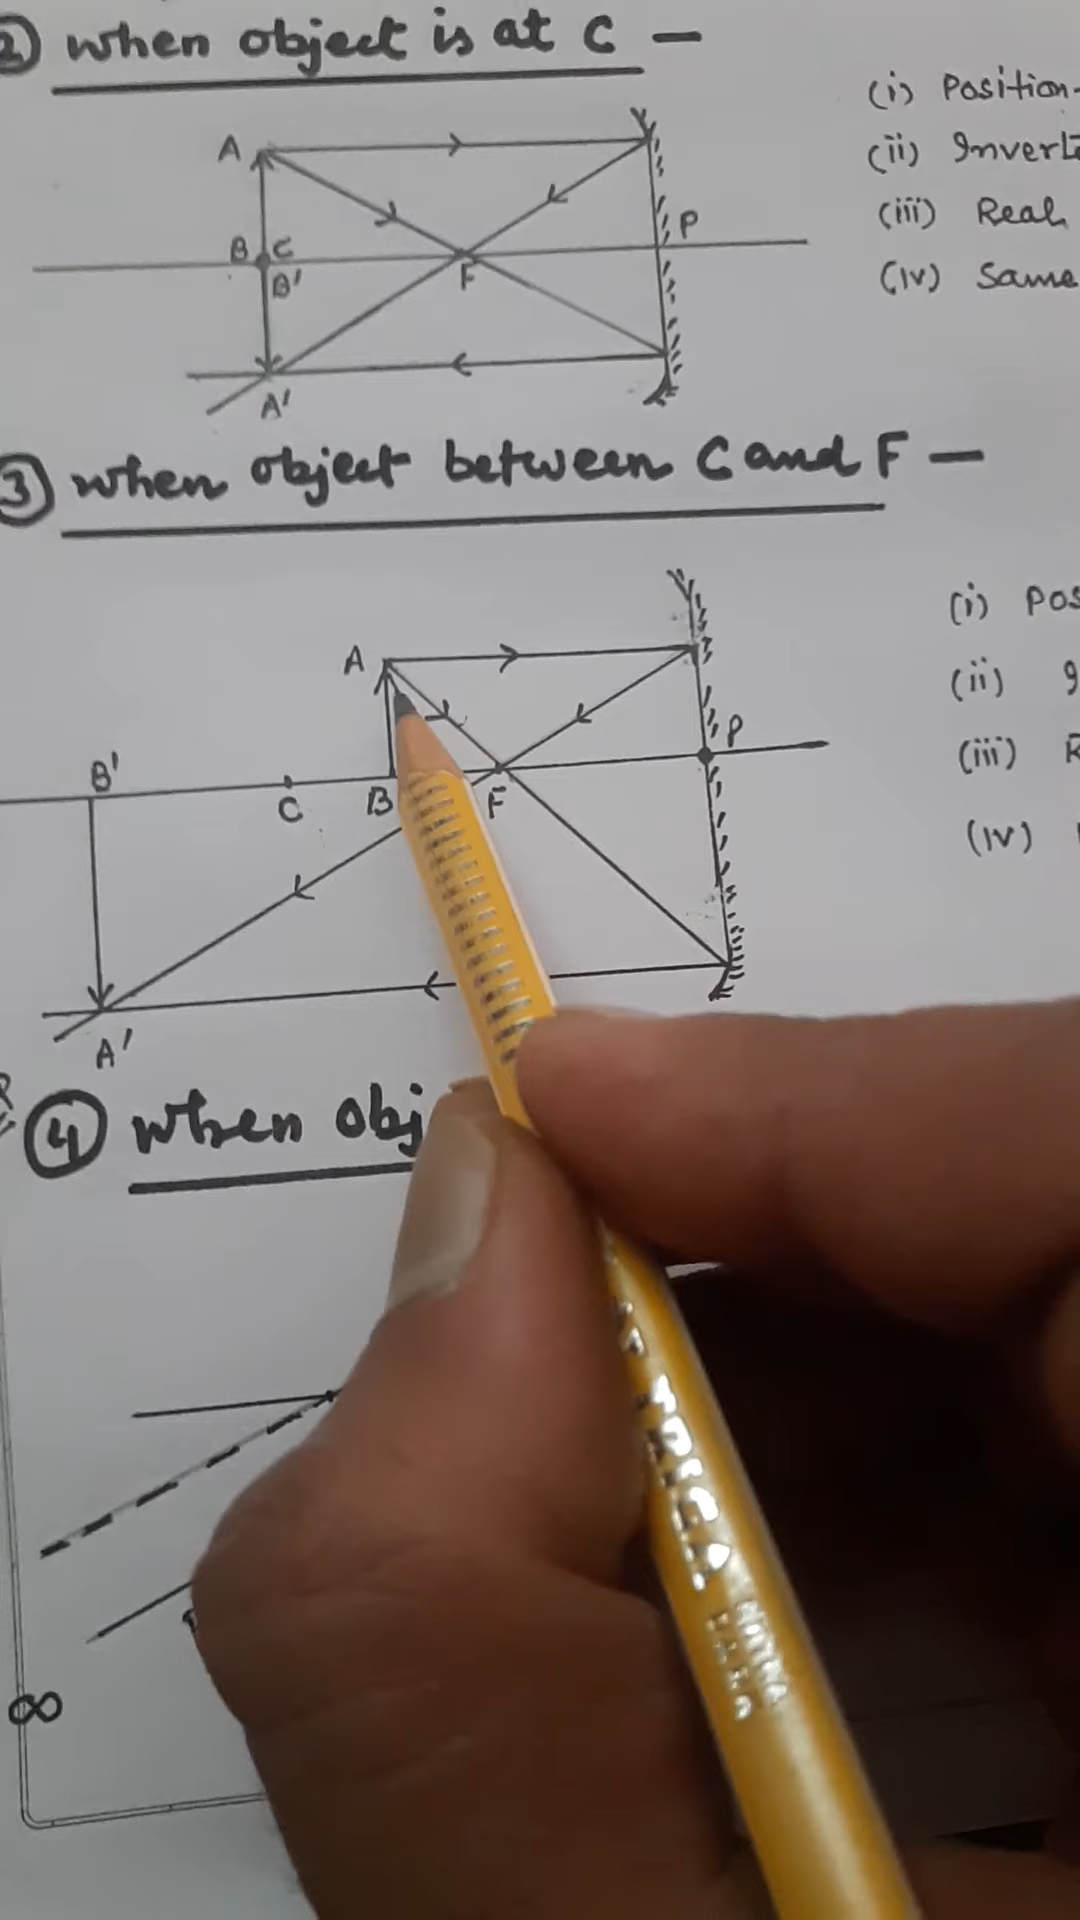 ② when object is at C —
(i) Position-
A
(ii) Invert
P
(iii) Real
B C
B'
F
(iv) Same
A'
③ when object between C and F —
(i) Pos
A
(ii)
P
B'
(iii) R
C B F
(iv)
A'
④ when obj
∞
TRICA